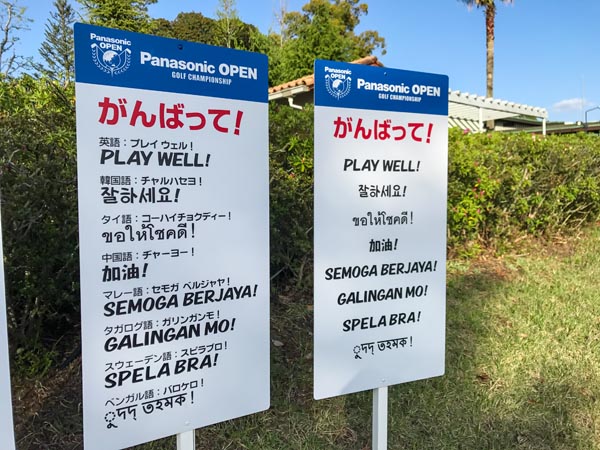 Panasonic
OPEN
Panasonic OPEN
GOLF CHAMPIONSHIP
がんばって!
英語：プレイ ウェル！
PLAY WELL!
韓国語：チャルハセヨ！
잘하세요!
タイ語：コーハイチョクディー！
ขอให้โชคดี!
中国語：チャーヨー！
加油!
マレー語：セモガ ベルジャヤ！
SEMOGA BERJAYA!
タガログ語：ガリンガンモ！
GALINGAN MO!
スウェーデン語：スピラブロ！
SPELA BRA!
ベンガル語：バロケロ！
Panasonic
OPEN
Panasonic OPEN
GOLF CHAMPIONSHIP
がんばって!
PLAY WELL!
잘하세요!
ขอให้โชคดี!
加油!
SEMOGA BERJAYA!
GALINGAN MO!
SPELA BRA!